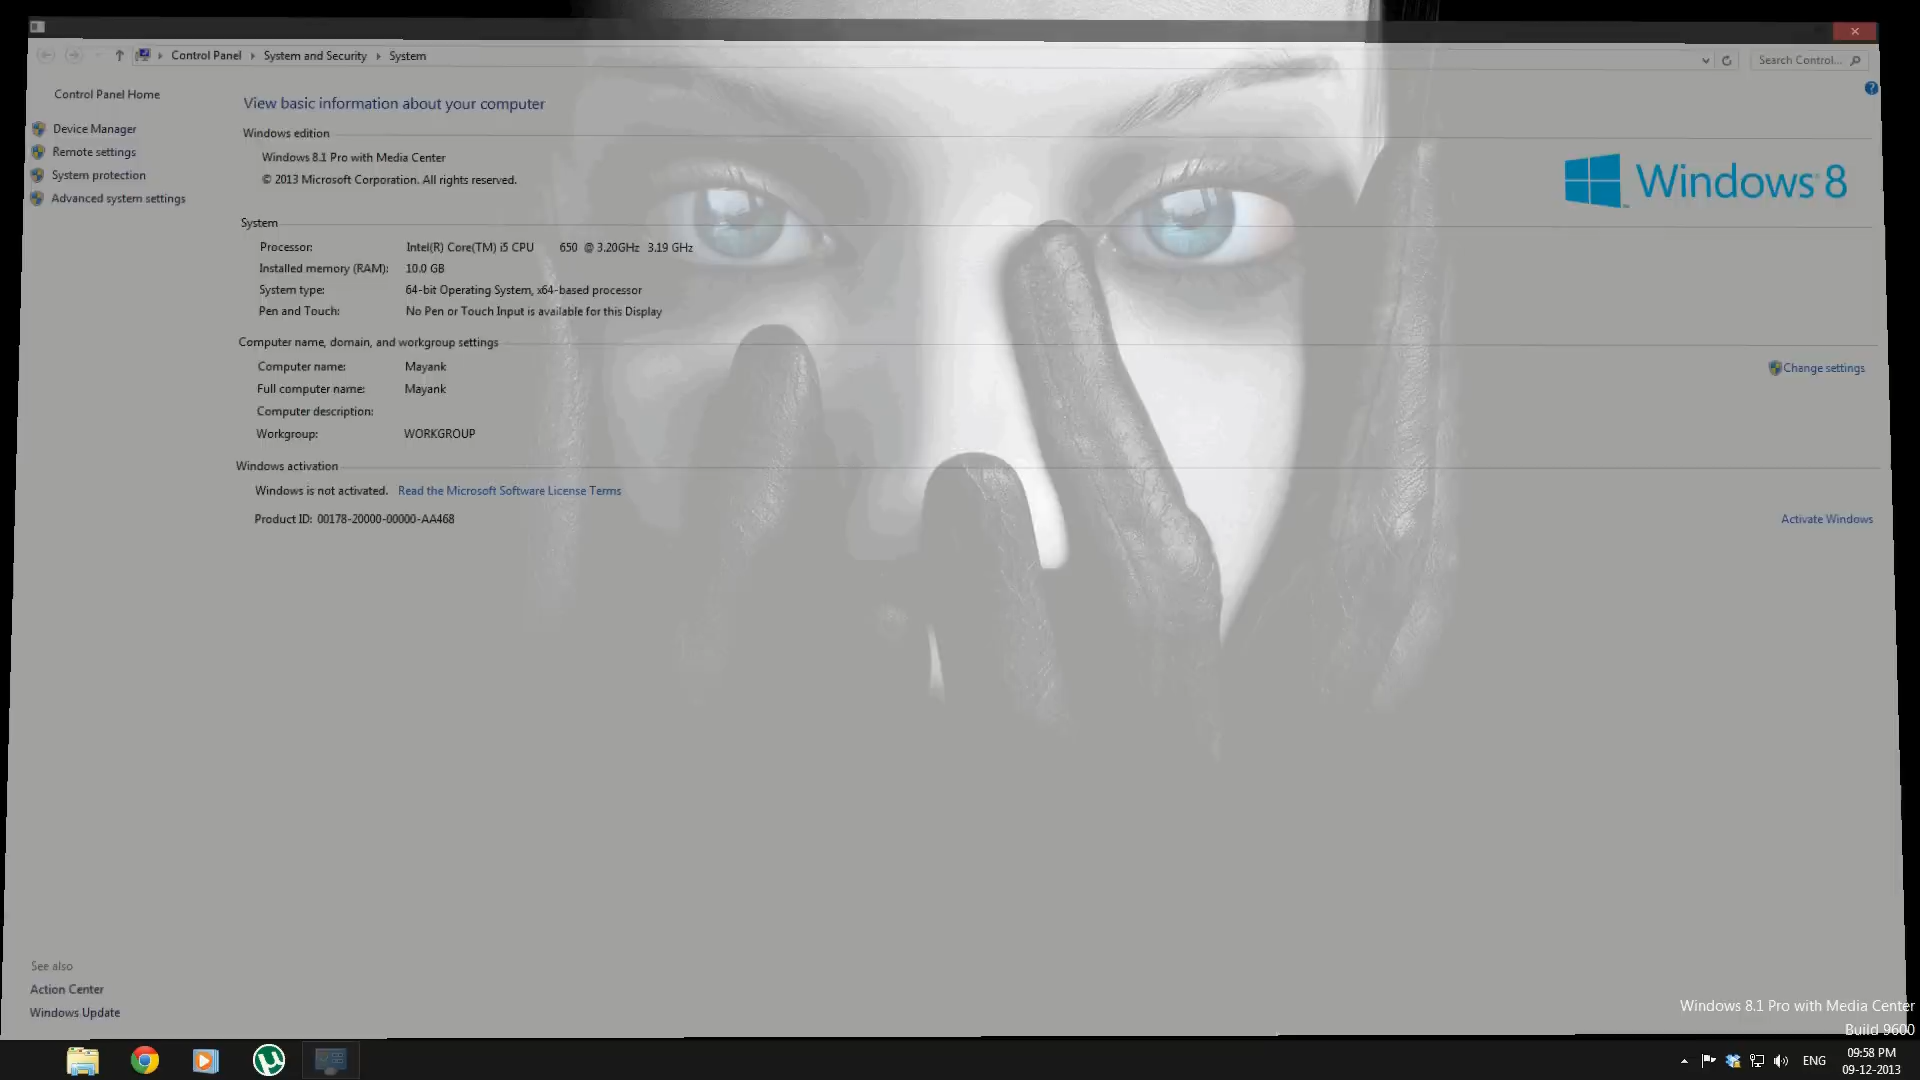 Control Panel System and Security System
Search Control...
Control Panel Home
Device Manager
Remote settings
System protection
Advanced system settings
View basic information about your computer
Windows edition
Windows 8.1 Pro with Media Center
© 2013 Microsoft Corporation. All rights reserved.
Windows 8
System
Processor: Intel(R) Core(TM) i5 CPU 650 @ 3.20GHz 3.19 GHz
Installed memory (RAM): 10.0 GB
System type: 64-bit Operating System, x64-based processor
Pen and Touch: No Pen or Touch Input is available for this Display
Computer name, domain, and workgroup settings
Computer name: Mayank
Change settings
Full computer name: Mayank
Computer description:
Workgroup: WORKGROUP
Windows activation
Windows is not activated. Read the Microsoft Software License Terms
Product ID: 00178-20000-00000-AA468
Activate Windows
See also
Action Center
Windows Update
Windows 8.1 Pro with Media Center
Build 9600
ENG
09:58 PM
09-12-2013